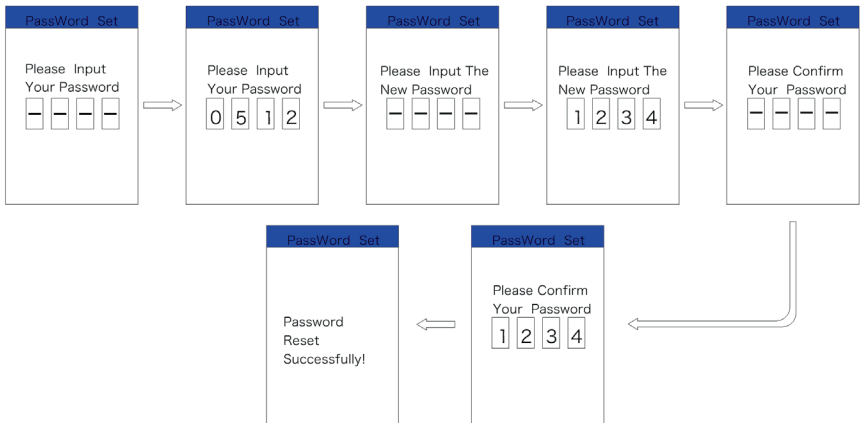 PassWord Set
Please Input
Your Password
– – – –
PassWord Set
Please Input
Your Password
0 5 1 2
PassWord Set
Please Input The
New Password
– – – –
PassWord Set
Please Input The
New Password
1 2 3 4
PassWord Set
Please Confirm
Your Password
– – – –
PassWord Set
Please Confirm
Your Password
1 2 3 4
PassWord Set
Password
Reset
Successfully!